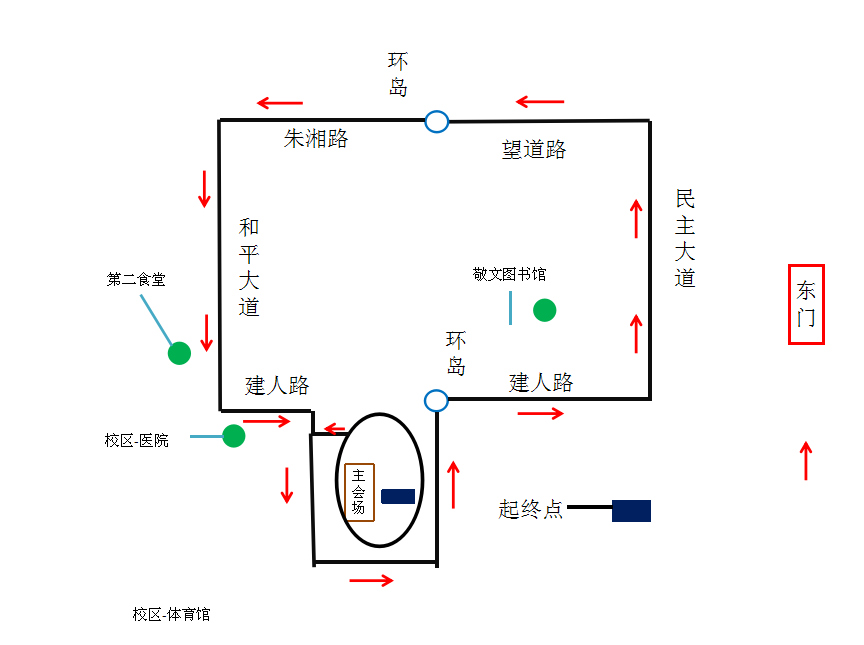 环岛
朱湘路
望道路
和平大道
民主大道
第二食堂
敬文图书馆
东门
环岛
建人路
建人路
校区-医院
主会场
起终点
校区-体育馆